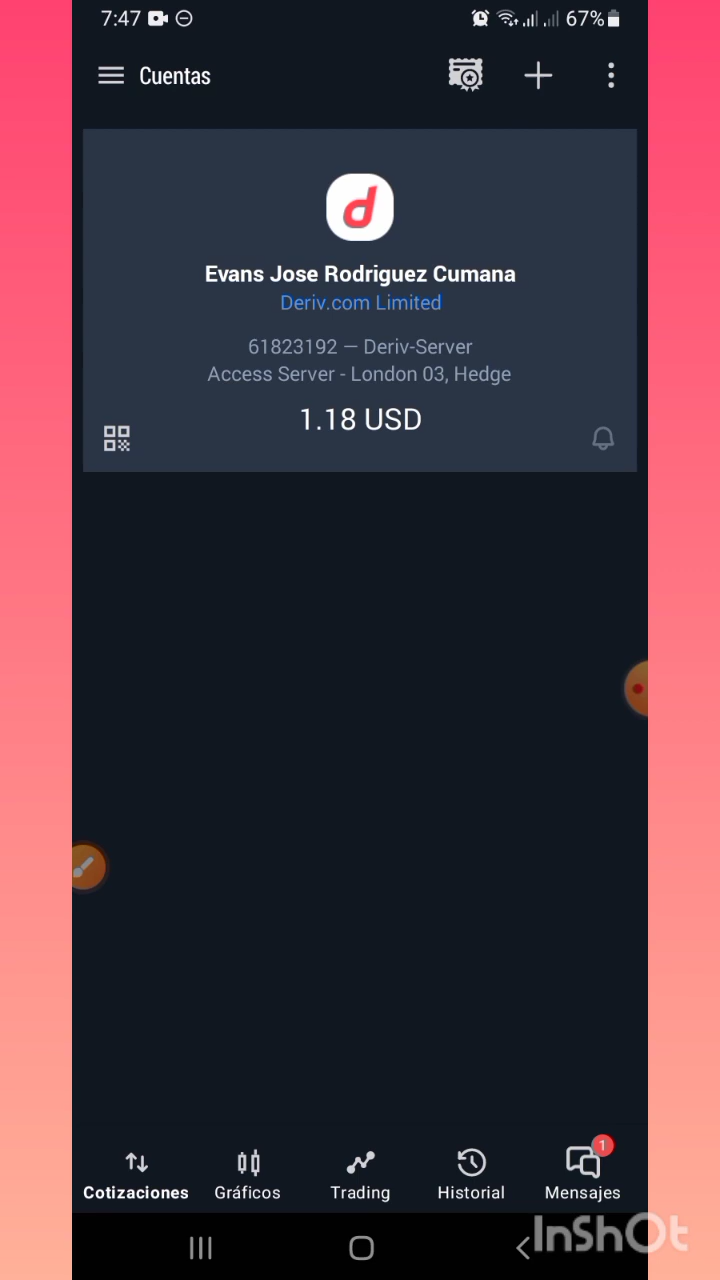 7:47
67%
Cuentas
d
Evans Jose Rodriguez Cumana
Deriv.com Limited
61823192 — Deriv-Server
Access Server - London 03, Hedge
1.18 USD
1
Cotizaciones Gráficos Trading Historial Mensajes
InShOt